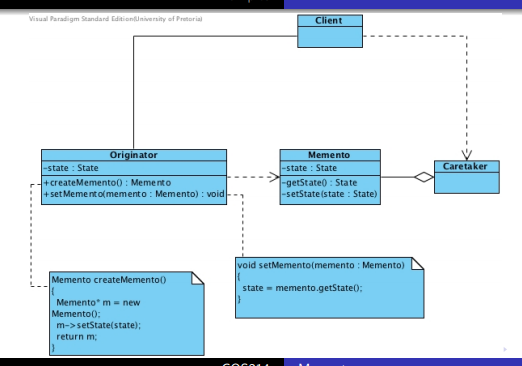 Visual Paradigm Standard Edition(University of Pretoria)
Client
Originator
-state : State
+createMemento() : Memento
+setMemento(memento : Memento) : void
Memento
-state : State
-getState() : State
-setState(state : State)
Caretaker
Memento createMemento()
{
Memento* m = new
Memento();
m->setState(state);
return m;
}
void setMemento(memento : Memento)
{
state = memento.getState();
}